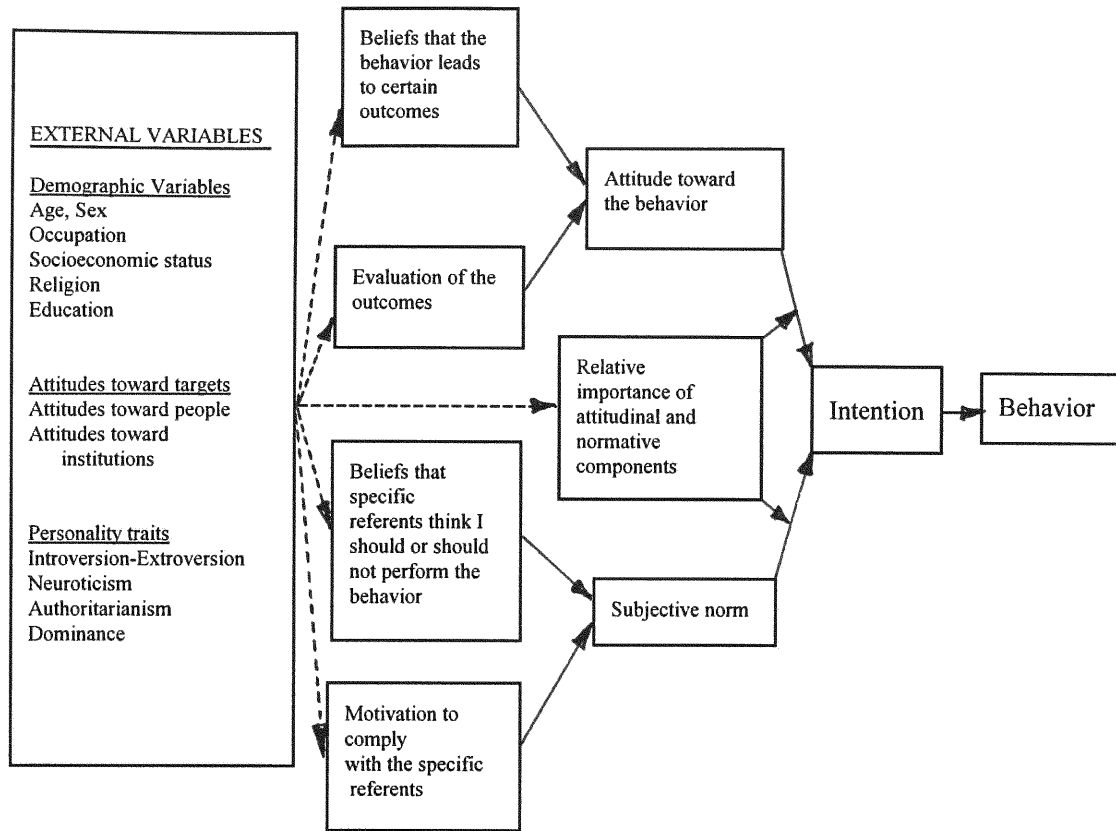 EXTERNAL VARIABLES
Demographic Variables
Age, Sex
Occupation
Socioeconomic status
Religion
Education
Attitudes toward targets
Attitudes toward people
Attitudes toward
institutions
Personality traits
Introversion-Extroversion
Neuroticism
Authoritarianism
Dominance
Beliefs that the
behavior leads
to certain
outcomes
Evaluation of the
outcomes
Beliefs that
specific
referents think I
should or should
not perform the
behavior
Motivation to
comply
with the specific
referents
Attitude toward
the behavior
Relative
importance of
attitudinal and
normative
components
Subjective norm
Intention
Behavior